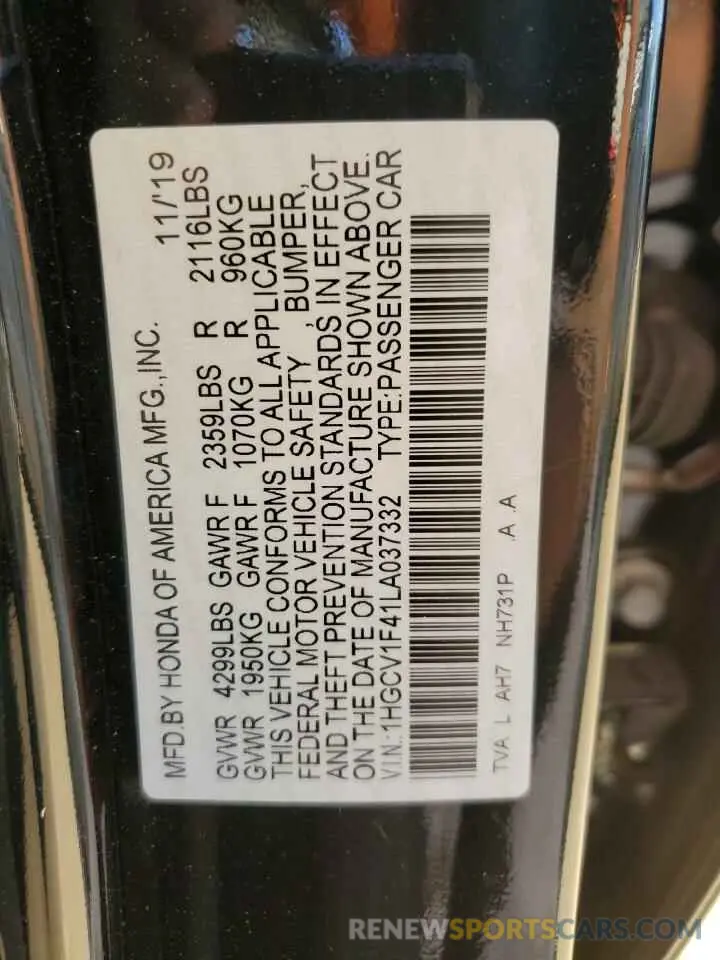 MFD.BY HONDA OF AMERICA MFG.,INC. 11/'19
GVWR 4299LBS GAWR F 2359LBS R 2116LBS
GVWR 1950KG GAWR F 1070KG R 960KG
THIS VEHICLE CONFORMS TO ALL APPLICABLE
FEDERAL MOTOR VEHICLE SAFETY , BUMPER,
AND THEFT PREVENTION STANDARDS IN EFFECT
ON THE DATE OF MANUFACTURE SHOWN ABOVE.
V.I.N.:1HGCV1F41LA037332 TYPE:PASSENGER CAR
TVA L AH7 NH731P .A .A
RENEWSPORTSCARS.COM